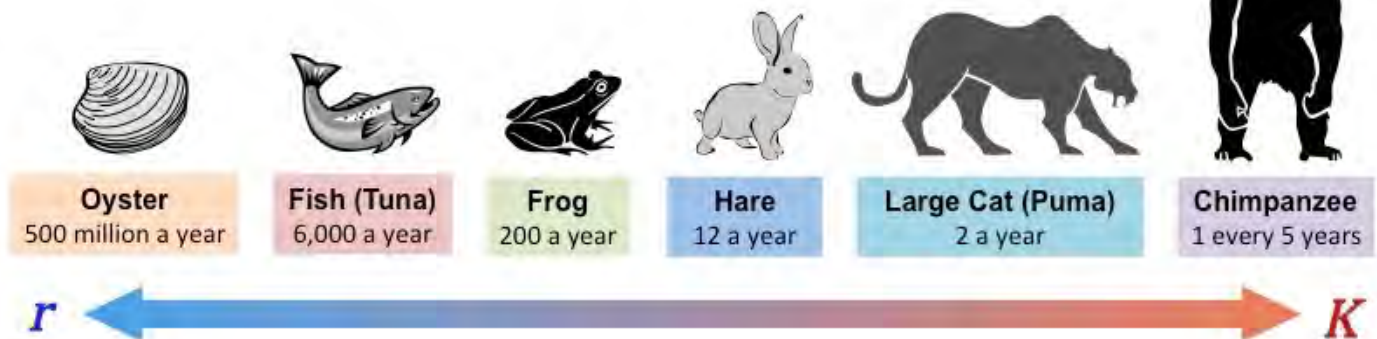 Oyster
500 million a year
Fish (Tuna)
6,000 a year
Frog
200 a year
Hare
12 a year
Large Cat (Puma)
2 a year
Chimpanzee
1 every 5 years
r
K